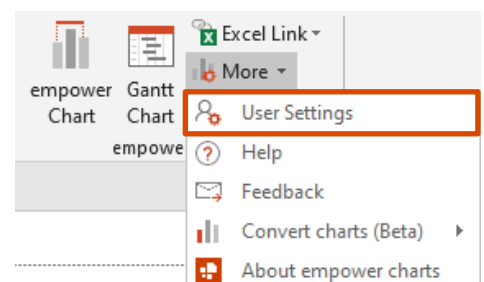 Excel Link
More
empower Chart
Gantt Chart
empowe
User Settings
Help
Feedback
Convert charts (Beta)
About empower charts